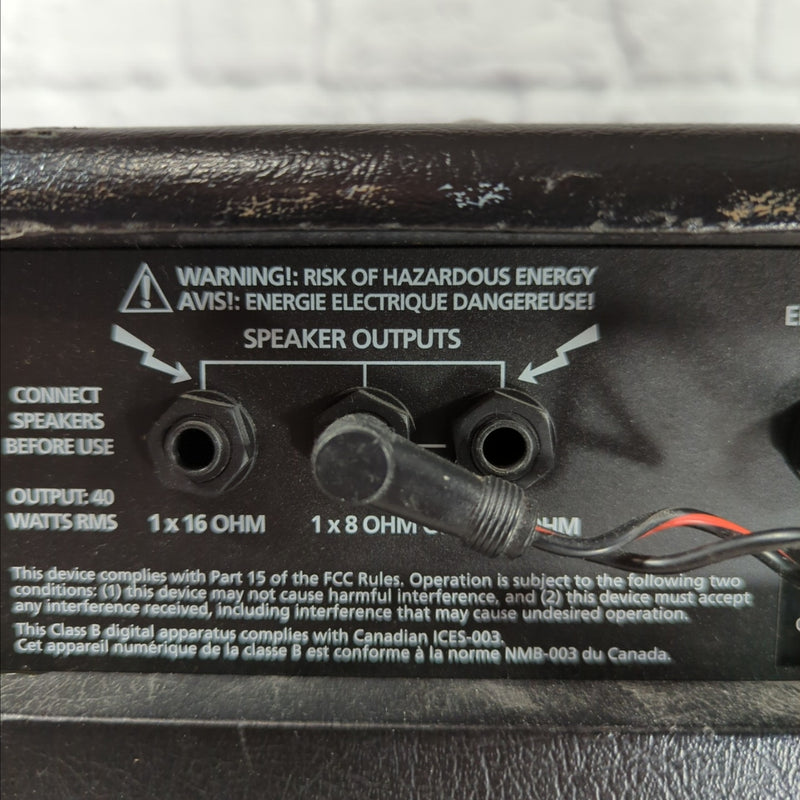 WARNING!: RISK OF HAZARDOUS ENERGY
AVIS!: ENERGIE ELECTRIQUE DANGEREUSE!
SPEAKER OUTPUTS
CONNECT
SPEAKERS
BEFORE USE
OUTPUT: 40
WATTS RMS
1 x 16 OHM
1 x 8 OHM
OHM
This device complies with Part 15 of the FCC Rules. Operation is subject to the following two
conditions: (1) this device may not cause harmful interference, and (2) this device must accept
any interference received, including interference that may cause undesired operation.
This Class B digital apparatus complies with Canadian ICES-003.
Cet appareil numérique de la classe B est conforme à la norme NMB-003 du Canada.